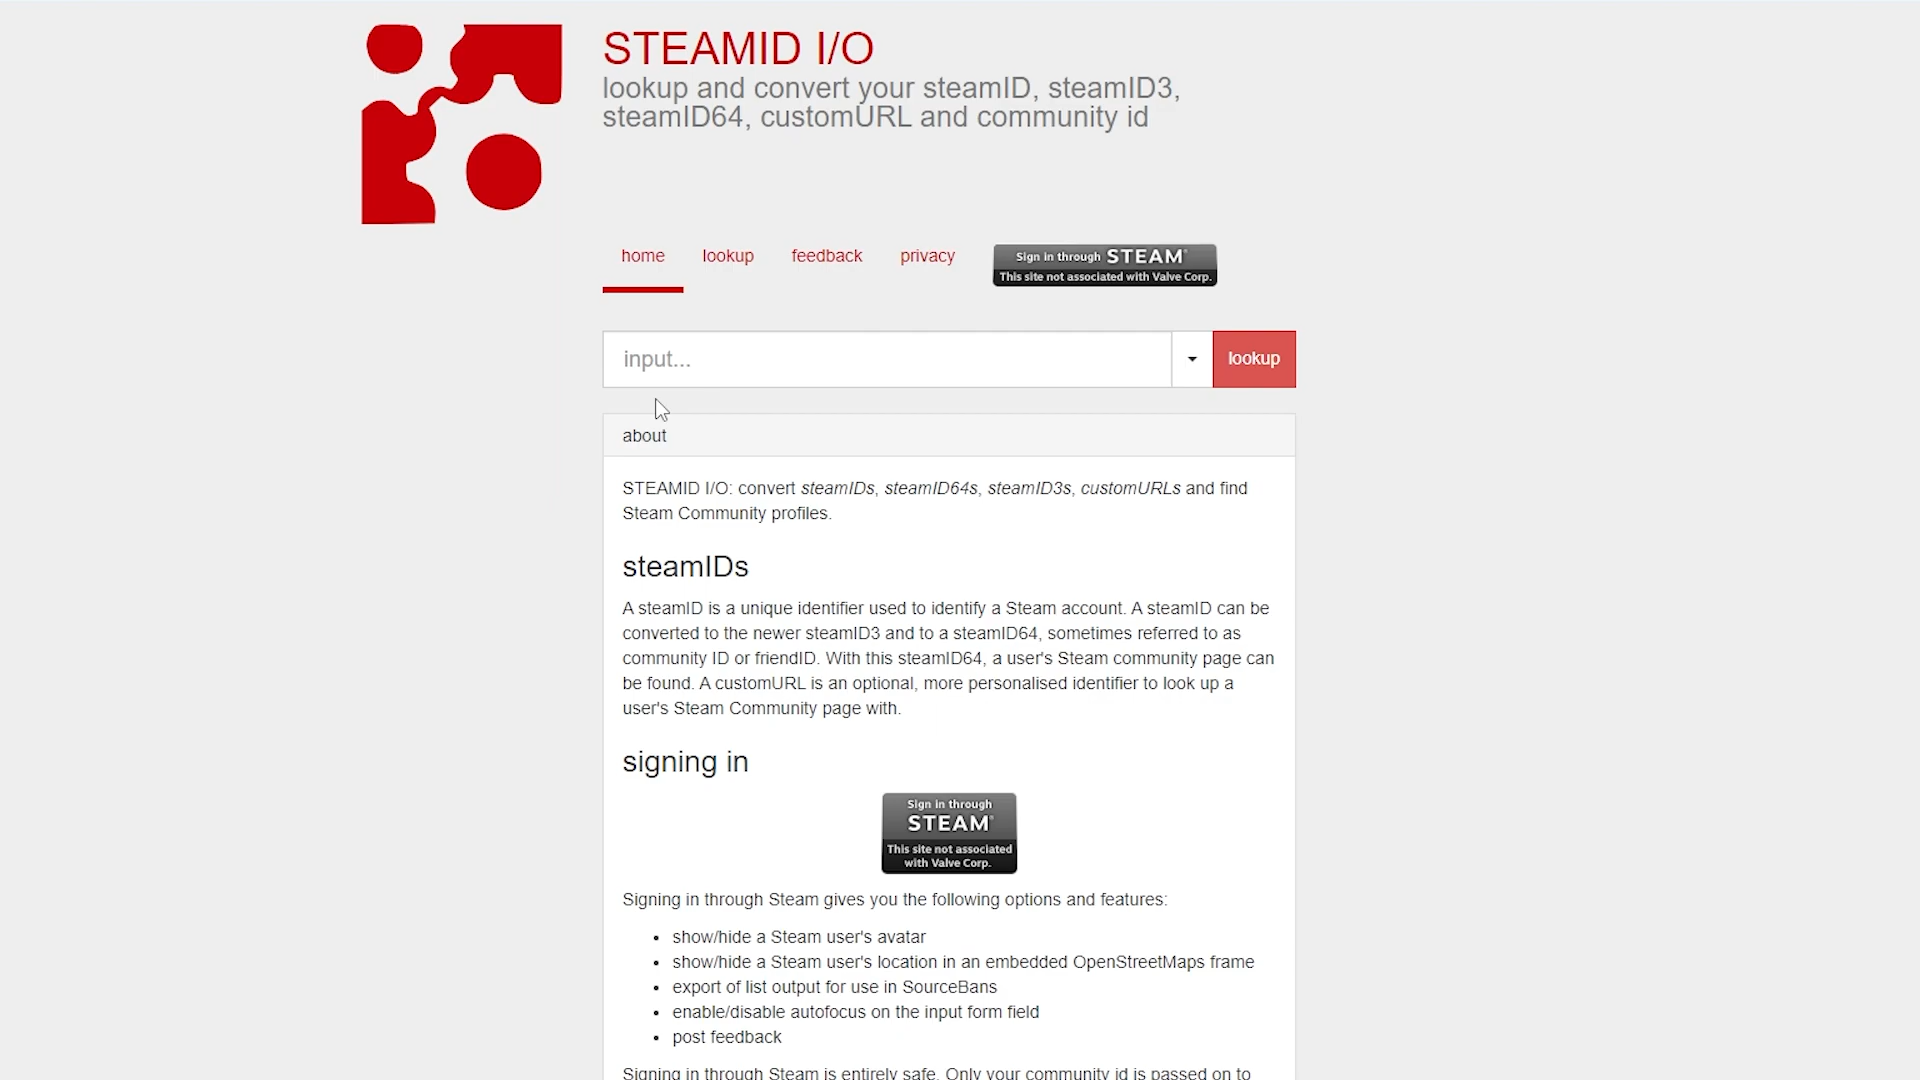 STEAMID I/O
lookup and convert your steamID, steamID3,
steamID64, customURL and community id
home lookup feedback privacy Sign in through STEAM
This site not associated with Valve Corp.
input... lookup
about
STEAMID I/O: convert steamIDs, steamID64s, steamID3s, customURLs and find
Steam Community profiles.
steamIDs
A steamID is a unique identifier used to identify a Steam account. A steamID can be
converted to the newer steamID3 and to a steamID64, sometimes referred to as
community ID or friendID. With this steamID64, a user's Steam community page can
be found. A customURL is an optional, more personalised identifier to look up a
user's Steam Community page with.
signing in
Sign in through
STEAM
This site not associated
with Valve Corp.
Signing in through Steam gives you the following options and features:
• show/hide a Steam user's avatar
• show/hide a Steam user's location in an embedded OpenStreetMaps frame
• export of list output for use in SourceBans
• enable/disable autofocus on the input form field
• post feedback
Signing in through Steam is entirely safe. Only your community id is passed on to